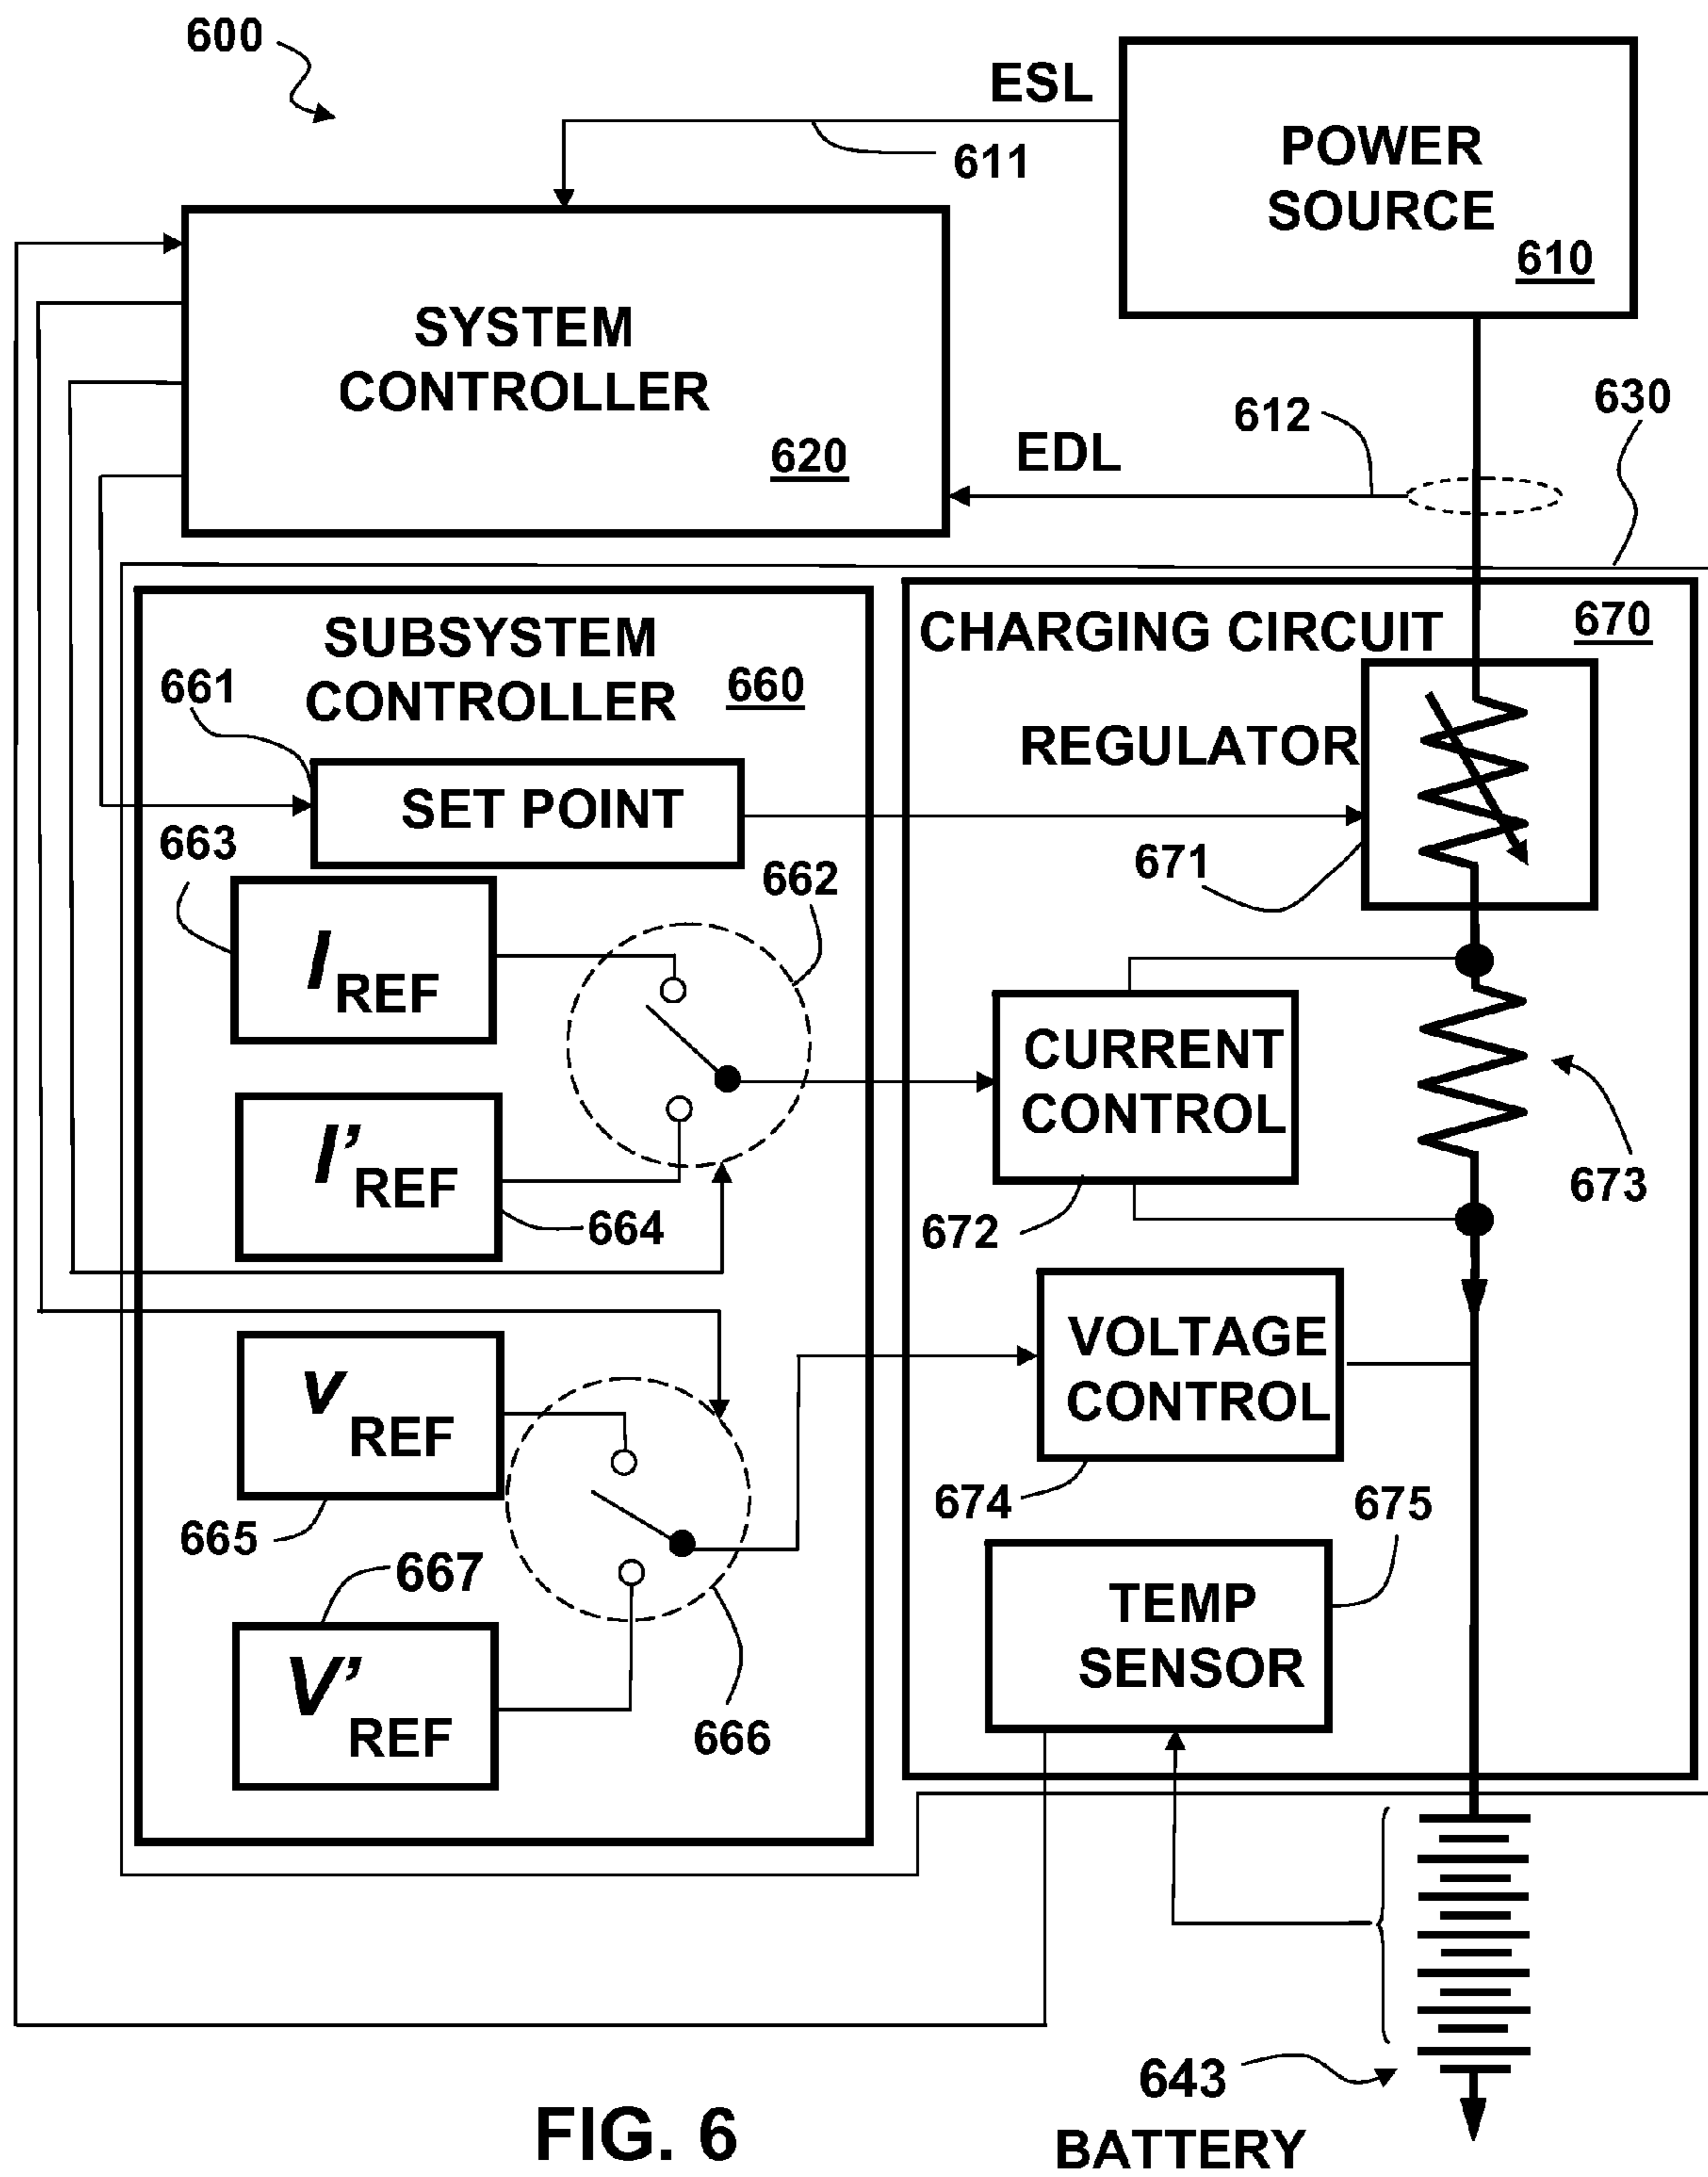 600
ESL
611
POWER
SOURCE
610
SYSTEM
CONTROLLER
620
EDL
612
630
SUBSYSTEM
CONTROLLER
660
661
SET POINT
663
662
I REF
I’ REF
664
V REF
665
667
V’ REF
666
CHARGING CIRCUIT
670
REGULATOR
671
CURRENT
CONTROL
672
673
VOLTAGE
CONTROL
674
675
TEMP
SENSOR
643
BATTERY
FIG. 6